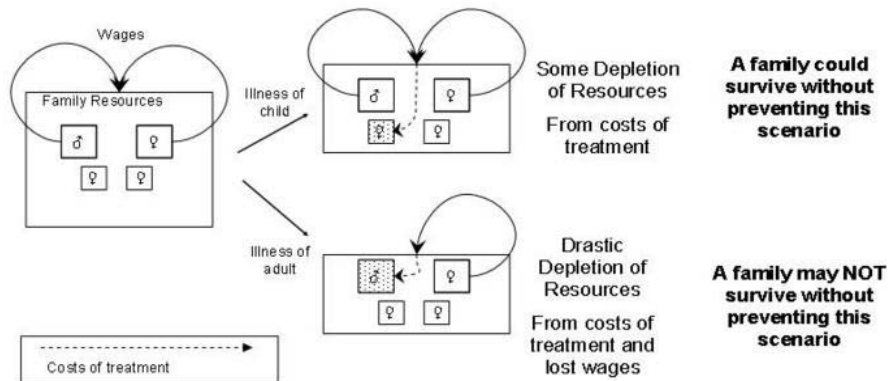 Wages
Family Resources
♂
♀
♀
♀
Illness of
child
♂
♀
♀
♀
Some Depletion
of Resources
From costs of
treatment
A family could
survive without
preventing this
scenario
Illness of
adult
♂
♀
♀
♀
Drastic
Depletion of
Resources
From costs of
treatment and
lost wages
A family may NOT
survive without
preventing this
scenario
Costs of treatment